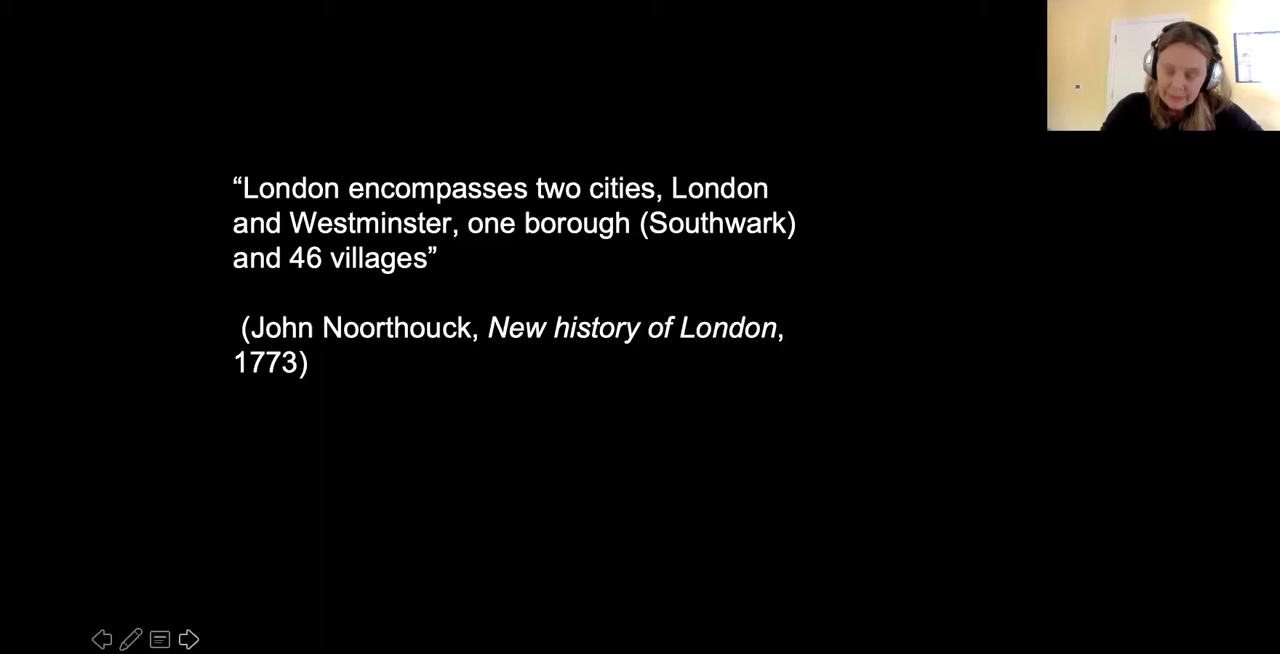 “London encompasses two cities, London
and Westminster, one borough (Southwark)
and 46 villages”
(John Noorthouck, New history of London,
1773)